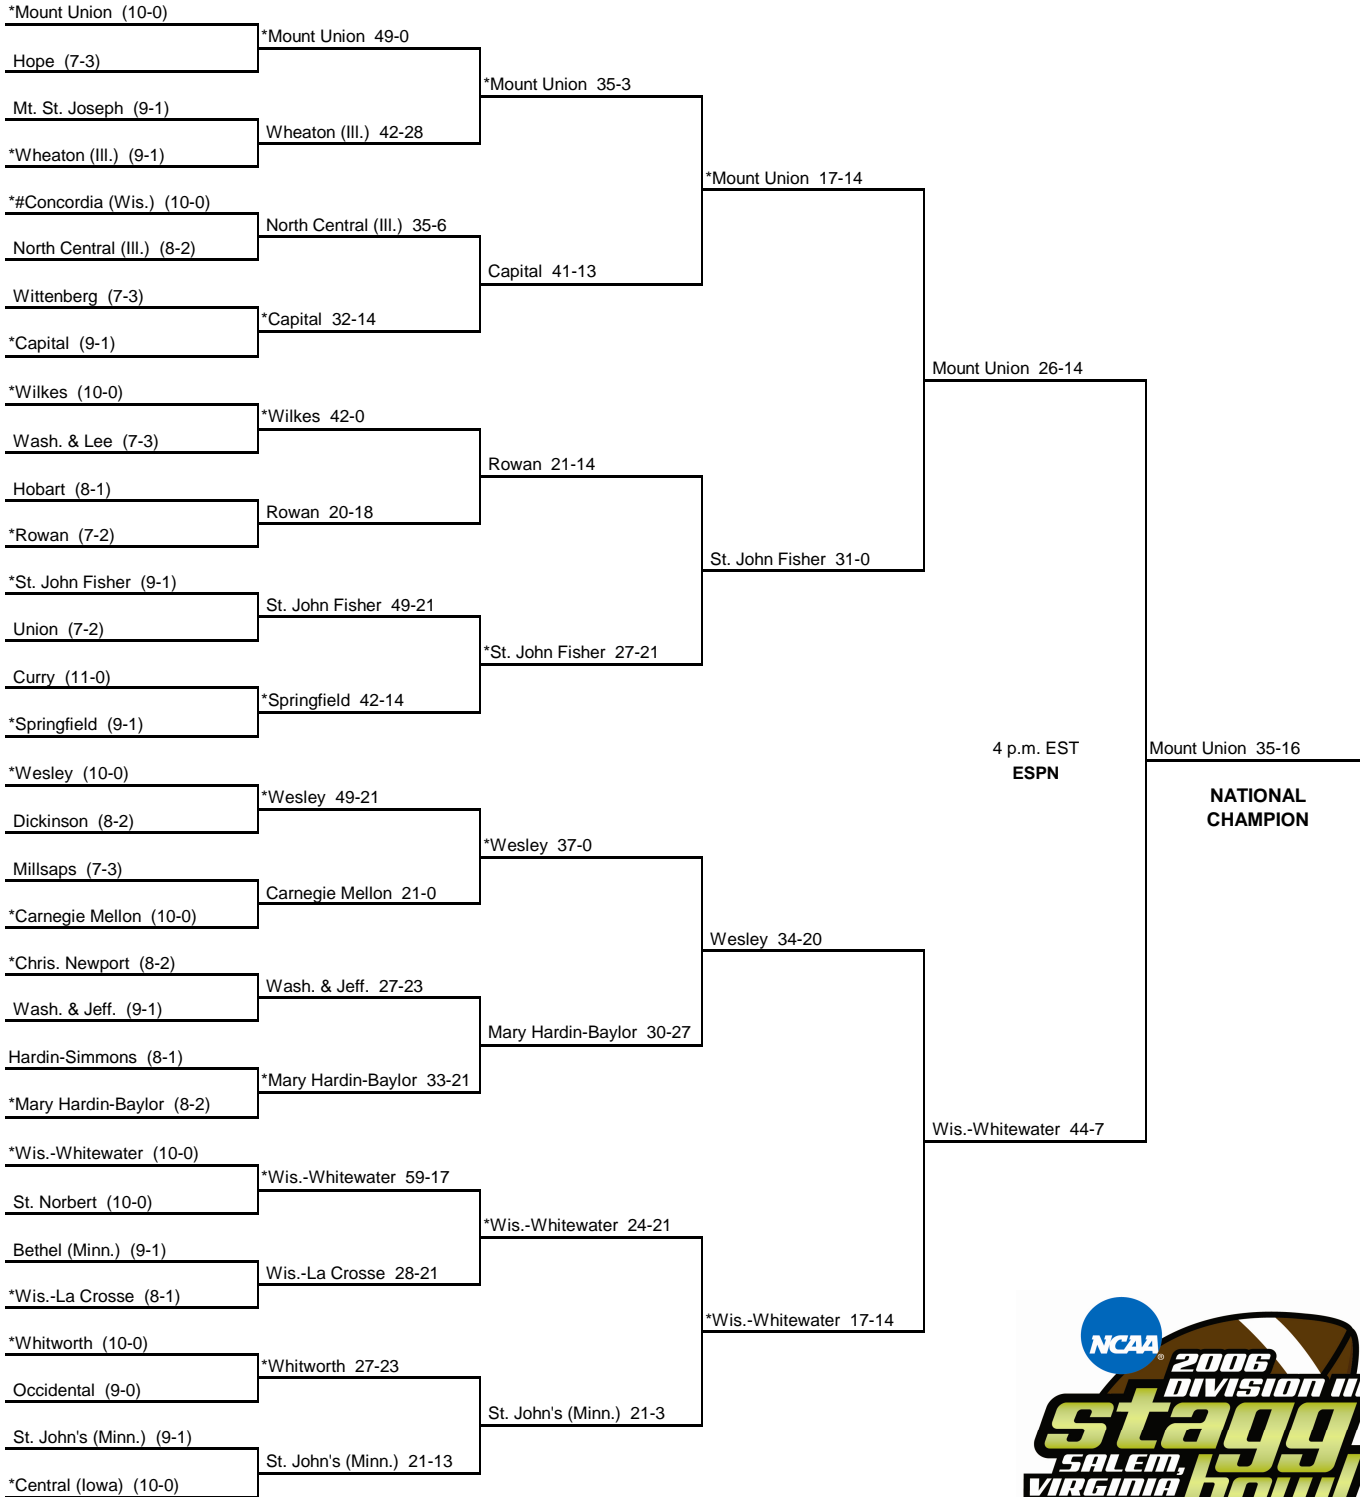 *Mount Union (10-0)
Hope (7-3)
Mt. St. Joseph (9-1)
*Wheaton (Ill.) (9-1)
*#Concordia (Wis.) (10-0)
North Central (Ill.) (8-2)
Wittenberg (7-3)
*Capital (9-1)
*Wilkes (10-0)
Wash. & Lee (7-3)
Hobart (8-1)
*Rowan (7-2)
*St. John Fisher (9-1)
Union (7-2)
Curry (11-0)
*Springfield (9-1)
*Wesley (10-0)
Dickinson (8-2)
Millsaps (7-3)
*Carnegie Mellon (10-0)
*Chris. Newport (8-2)
Wash. & Jeff. (9-1)
Hardin-Simmons (8-1)
*Mary Hardin-Baylor (8-2)
*Wis.-Whitewater (10-0)
St. Norbert (10-0)
Bethel (Minn.) (9-1)
*Wis.-La Crosse (8-1)
*Whitworth (10-0)
Occidental (9-0)
St. John's (Minn.) (9-1)
*Central (Iowa) (10-0)
*Mount Union 49-0
Wheaton (Ill.) 42-28
North Central (Ill.) 35-6
*Capital 32-14
*Wilkes 42-0
Rowan 20-18
St. John Fisher 49-21
*Springfield 42-14
*Wesley 49-21
Carnegie Mellon 21-0
Wash. & Jeff. 27-23
*Mary Hardin-Baylor 33-21
*Wis.-Whitewater 59-17
Wis.-La Crosse 28-21
*Whitworth 27-23
St. John's (Minn.) 21-13
*Mount Union 35-3
Capital 41-13
Rowan 21-14
*St. John Fisher 27-21
*Wesley 37-0
Mary Hardin-Baylor 30-27
*Wis.-Whitewater 24-21
St. John's (Minn.) 21-3
*Mount Union 17-14
St. John Fisher 31-0
Wesley 34-20
*Wis.-Whitewater 17-14
Mount Union 26-14
Wis.-Whitewater 44-7
4 p.m. EST
ESPN
Mount Union 35-16
NATIONAL
CHAMPION
NCAA®
2006
DIVISION III
stagg
SALEM,
VIRGINIA
bowl